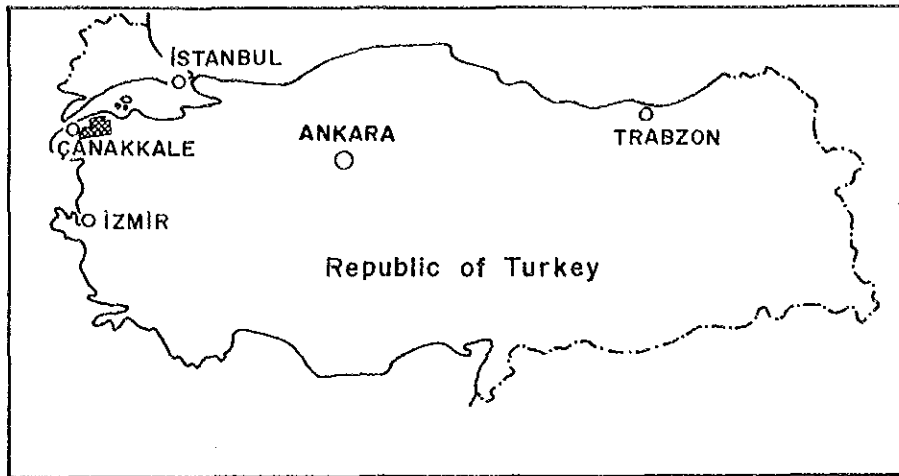 İSTANBUL
ÇANAKKALE
ANKARA
TRABZON
İZMİR
Republic of Turkey